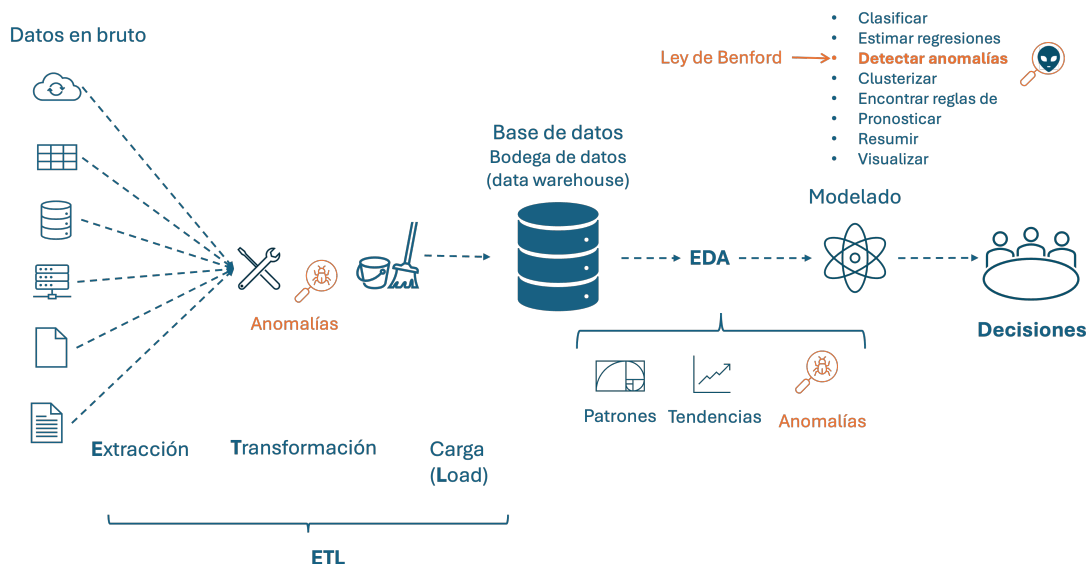 Datos en bruto
Anomalías
Extracción
Transformación
Carga
(Load)
ETL
Base de datos
Bodega de datos
(data warehouse)
EDA
Patrones
Tendencias
Anomalías
Ley de Benford
• Clasificar
• Estimar regresiones
• Detectar anomalías
• Clusterizar
• Encontrar reglas de
• Pronosticar
• Resumir
• Visualizar
Modelado
Decisiones